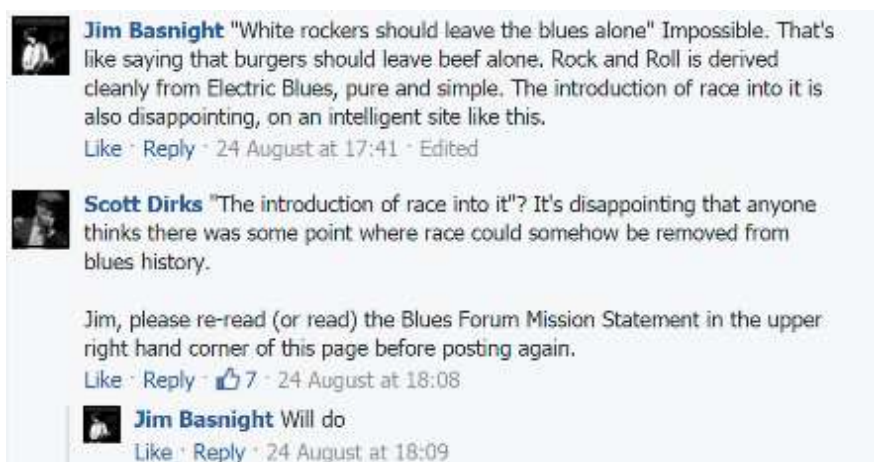 Jim Basnight "White rockers should leave the blues alone" Impossible. That's
like saying that burgers should leave beef alone. Rock and Roll is derived
cleanly from Electric Blues, pure and simple. The introduction of race into it is
also disappointing, on an intelligent site like this.
Like · Reply · 24 August at 17:41 · Edited
Scott Dirks "The introduction of race into it"? It's disappointing that anyone
thinks there was some point where race could somehow be removed from
blues history.
Jim, please re-read (or read) the Blues Forum Mission Statement in the upper
right hand corner of this page before posting again.
Like · Reply · 7 · 24 August at 18:08
Jim Basnight Will do
Like · Reply · 24 August at 18:09